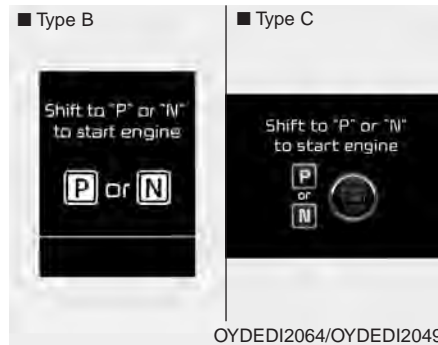 ■ Type B
Shift to "P" or "N"
to start engine
P or N
■ Type C
Shift to "P" or "N"
to start engine
P
or
N
OYDEDI2064/OYDEDI2049